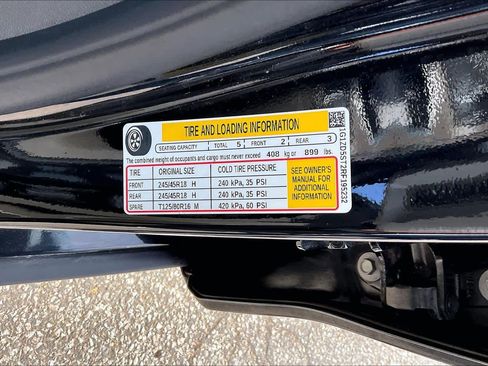 TIRE AND LOADING INFORMATION
SEATING CAPACITY TOTAL 5 FRONT 2 REAR 3
The combined weight of occupants and cargo must never exceed 408 kg or 899 lbs.
TIRE ORIGINAL SIZE COLD TIRE PRESSURE
FRONT 245/45R18 H 240 kPa, 35 PSI
REAR 245/45R18 H 240 kPa, 35 PSI
SPARE T125/80R16 M 420 kPa, 60 PSI
SEE OWNER'S
MANUAL FOR
ADDITIONAL
INFORMATION
1G1ZD5ST2RF195232